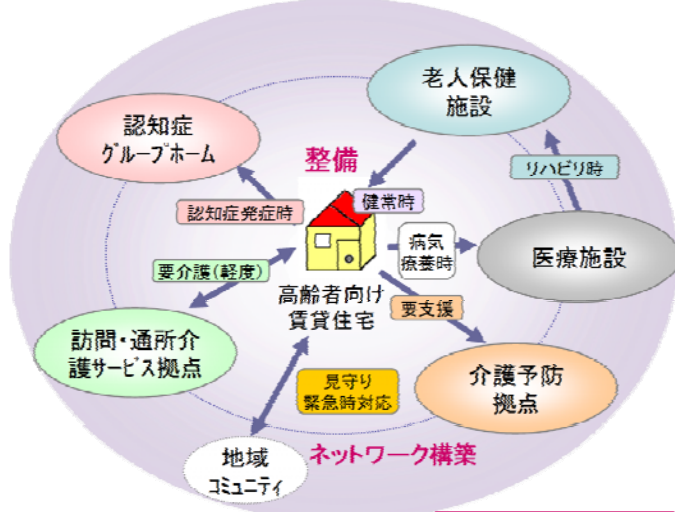 老人保健
施設
認知症
グループホーム
整備
リハビリ時
健常時
認知症発症時
病気
療養時
医療施設
要介護(軽度)
高齢者向け
賃貸住宅
要支援
訪問・通所介
護サービス拠点
見守り
緊急時対応
介護予防
拠点
地域
コミュニティ
ネットワーク構築